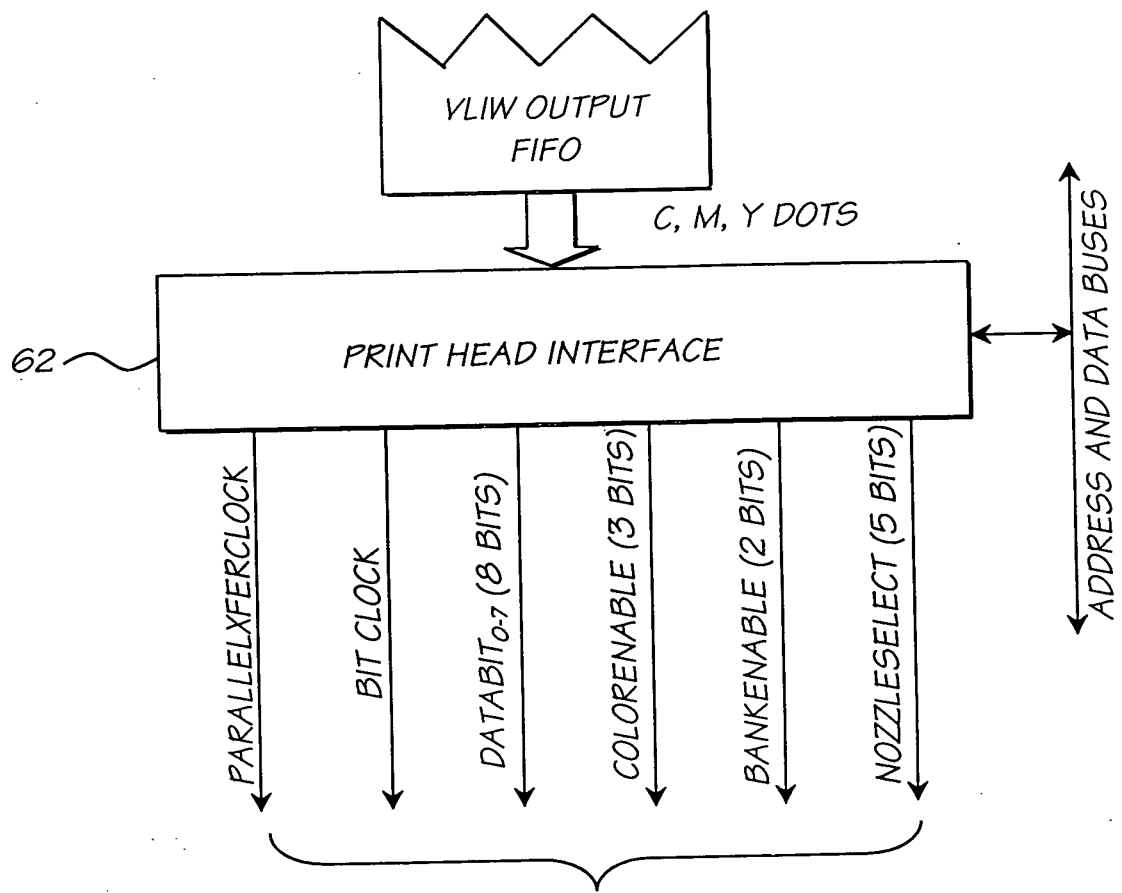 VLIW OUTPUT
FIFO
C, M, Y DOTS
62
PRINT HEAD INTERFACE
ADDRESS AND DATA BUSES
PARALLELXFERCLOCK
BIT CLOCK
DATABIT0-7 (8 BITS)
COLORENABLE (3 BITS)
BANKENABLE (2 BITS)
NOZZLESELECT (5 BITS)